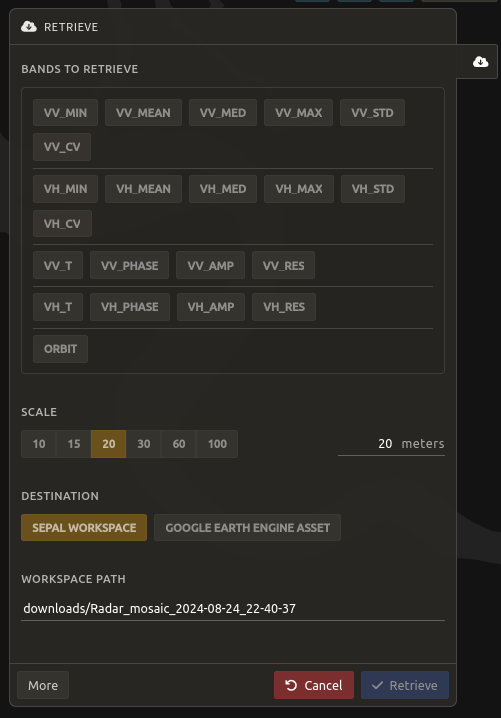 RETRIEVE
BANDS TO RETRIEVE
VV_MIN VV_MEAN VV_MED VV_MAX VV_STD
VV_CV
VH_MIN VH_MEAN VH_MED VH_MAX VH_STD
VH_CV
VV_T VV_PHASE VV_AMP VV_RES
VH_T VH_PHASE VH_AMP VH_RES
ORBIT
SCALE
10 15 20 30 60 100 20 meters
DESTINATION
SEPAL WORKSPACE GOOGLE EARTH ENGINE ASSET
WORKSPACE PATH
downloads/Radar_mosaic_2024-08-24_22-40-37
More Cancel Retrieve